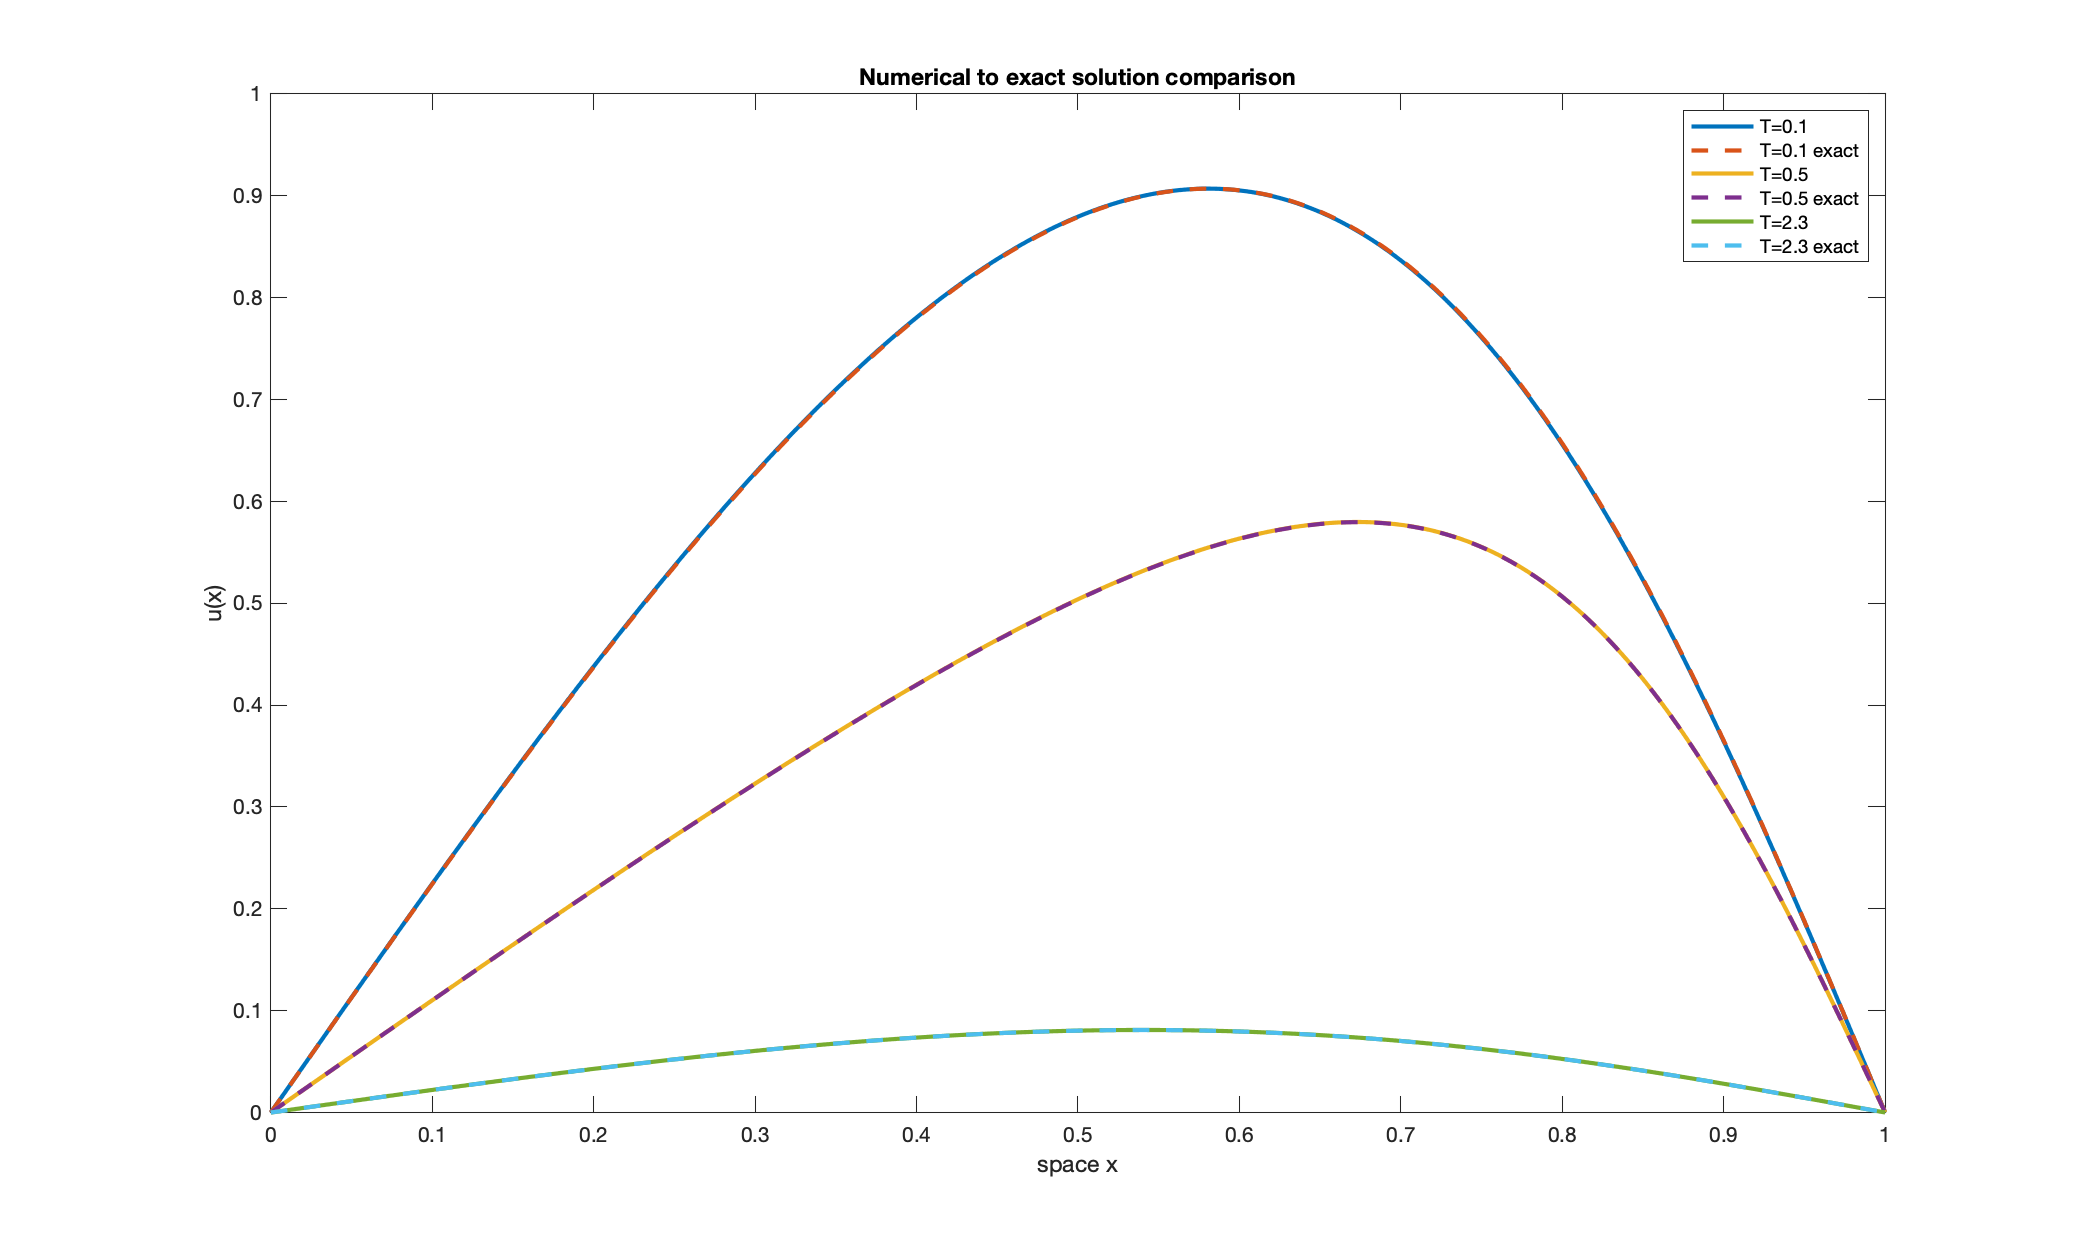 Numerical to exact solution comparison
T=0.1
T=0.1 exact
T=0.5
T=0.5 exact
T=2.3
T=2.3 exact
1
0.9
0.8
0.7
0.6
0.5
0.4
0.3
0.2
0.1
0
u(x)
0 0.1 0.2 0.3 0.4 0.5 0.6 0.7 0.8 0.9 1
space x